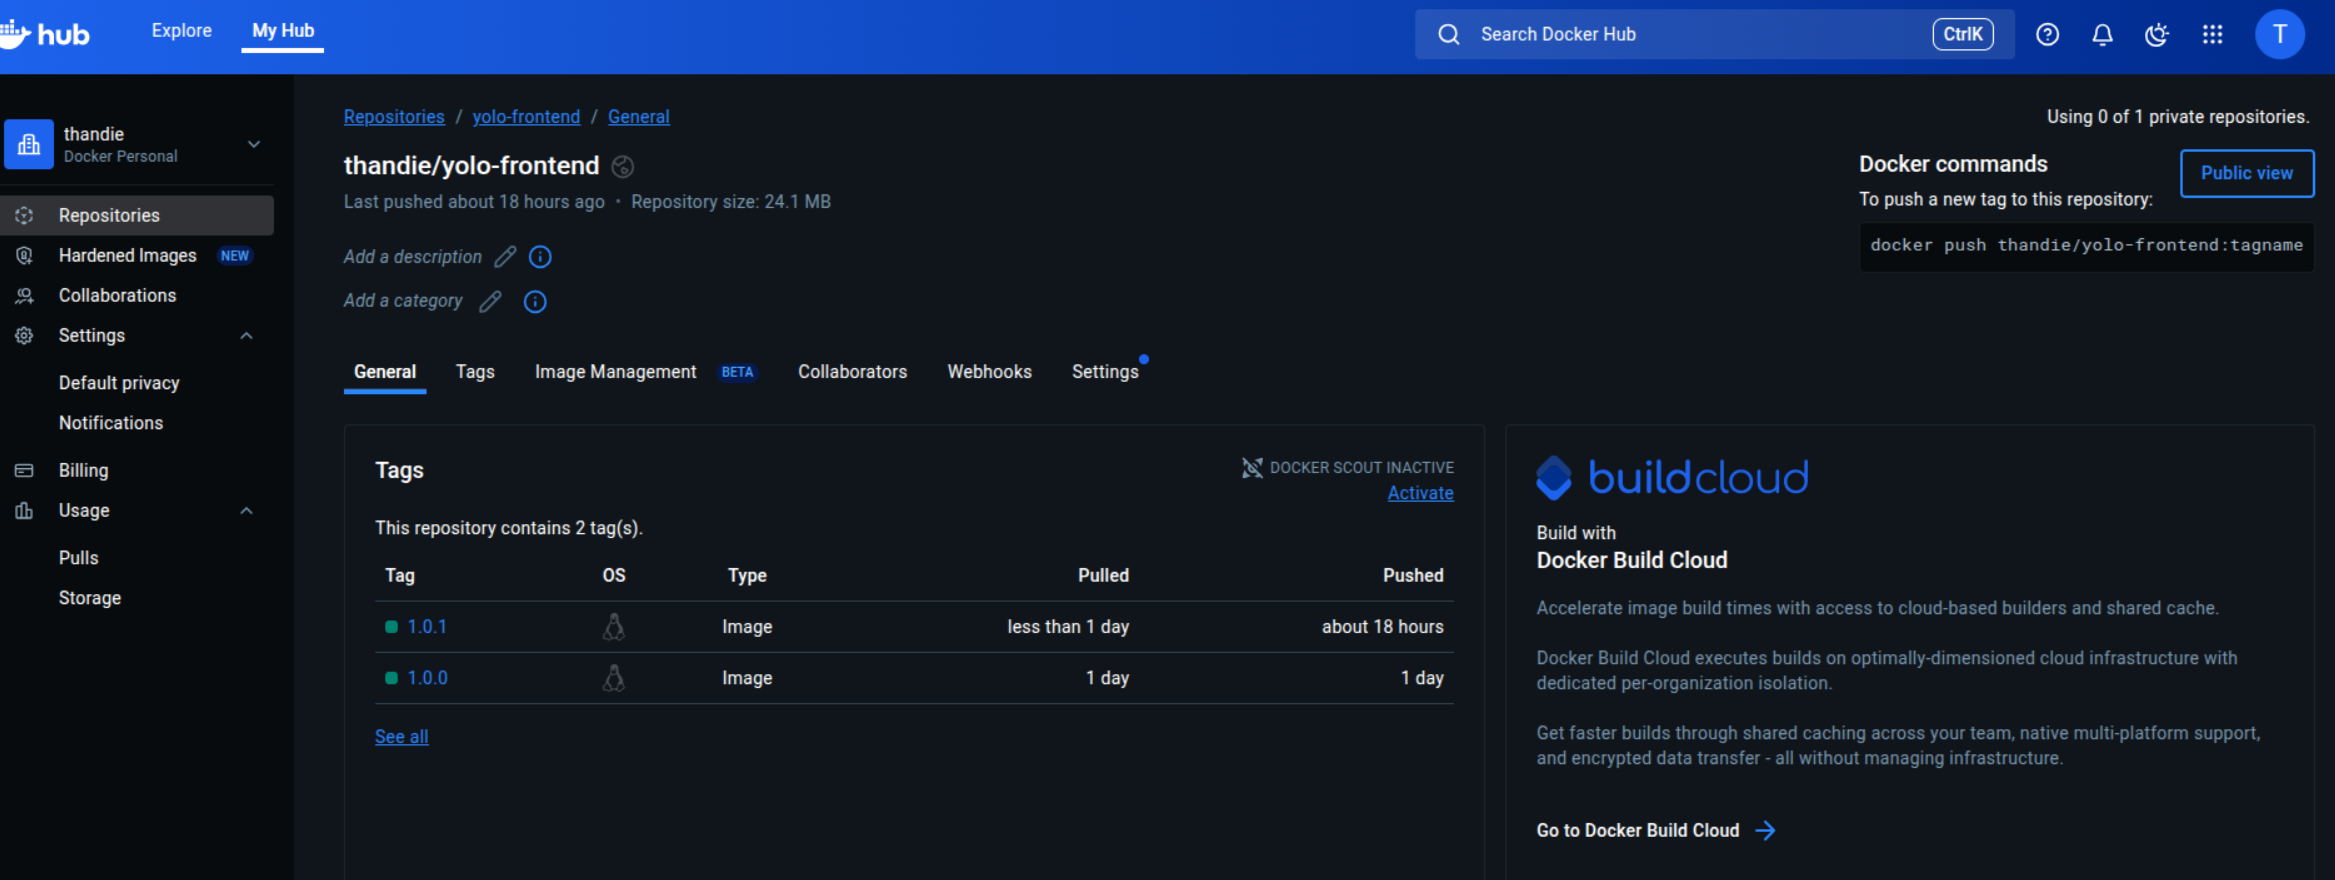 hub
Explore
My Hub
Search Docker Hub
CtrlK
T
thandie
Docker Personal
Repositories
Hardened Images NEW
Collaborations
Settings
Default privacy
Notifications
Billing
Usage
Pulls
Storage
Repositories / yolo-frontend / General
Using 0 of 1 private repositories.
thandie/yolo-frontend
Last pushed about 18 hours ago • Repository size: 24.1 MB
Add a description
Add a category
Docker commands
Public view
To push a new tag to this repository:
docker push thandie/yolo-frontend:tagname
General
Tags
Image Management BETA
Collaborators
Webhooks
Settings
Tags
DOCKER SCOUT INACTIVE
Activate
This repository contains 2 tag(s).
Tag OS Type Pulled Pushed
1.0.1 Image less than 1 day about 18 hours
1.0.0 Image 1 day 1 day
See all
buildcloud
Build with
Docker Build Cloud
Accelerate image build times with access to cloud-based builders and shared cache.
Docker Build Cloud executes builds on optimally-dimensioned cloud infrastructure with
dedicated per-organization isolation.
Get faster builds through shared caching across your team, native multi-platform support,
and encrypted data transfer - all without managing infrastructure.
Go to Docker Build Cloud